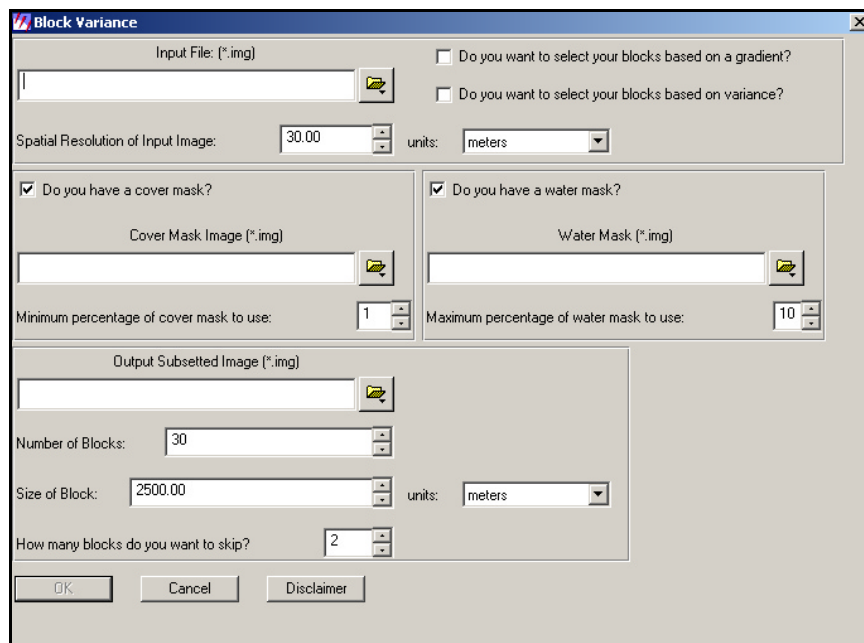 Block Variance
Input File: (*.img)
Do you want to select your blocks based on a gradient?
Do you want to select your blocks based on variance?
Spatial Resolution of Input Image: 30.00 units: meters
Do you have a cover mask?
Cover Mask Image (*.img)
Minimum percentage of cover mask to use: 1
Do you have a water mask?
Water Mask (*.img)
Maximum percentage of water mask to use: 10
Output Subsetted Image (*.img)
Number of Blocks: 30
Size of Block: 2500.00 units: meters
How many blocks do you want to skip? 2
OK Cancel Disclaimer